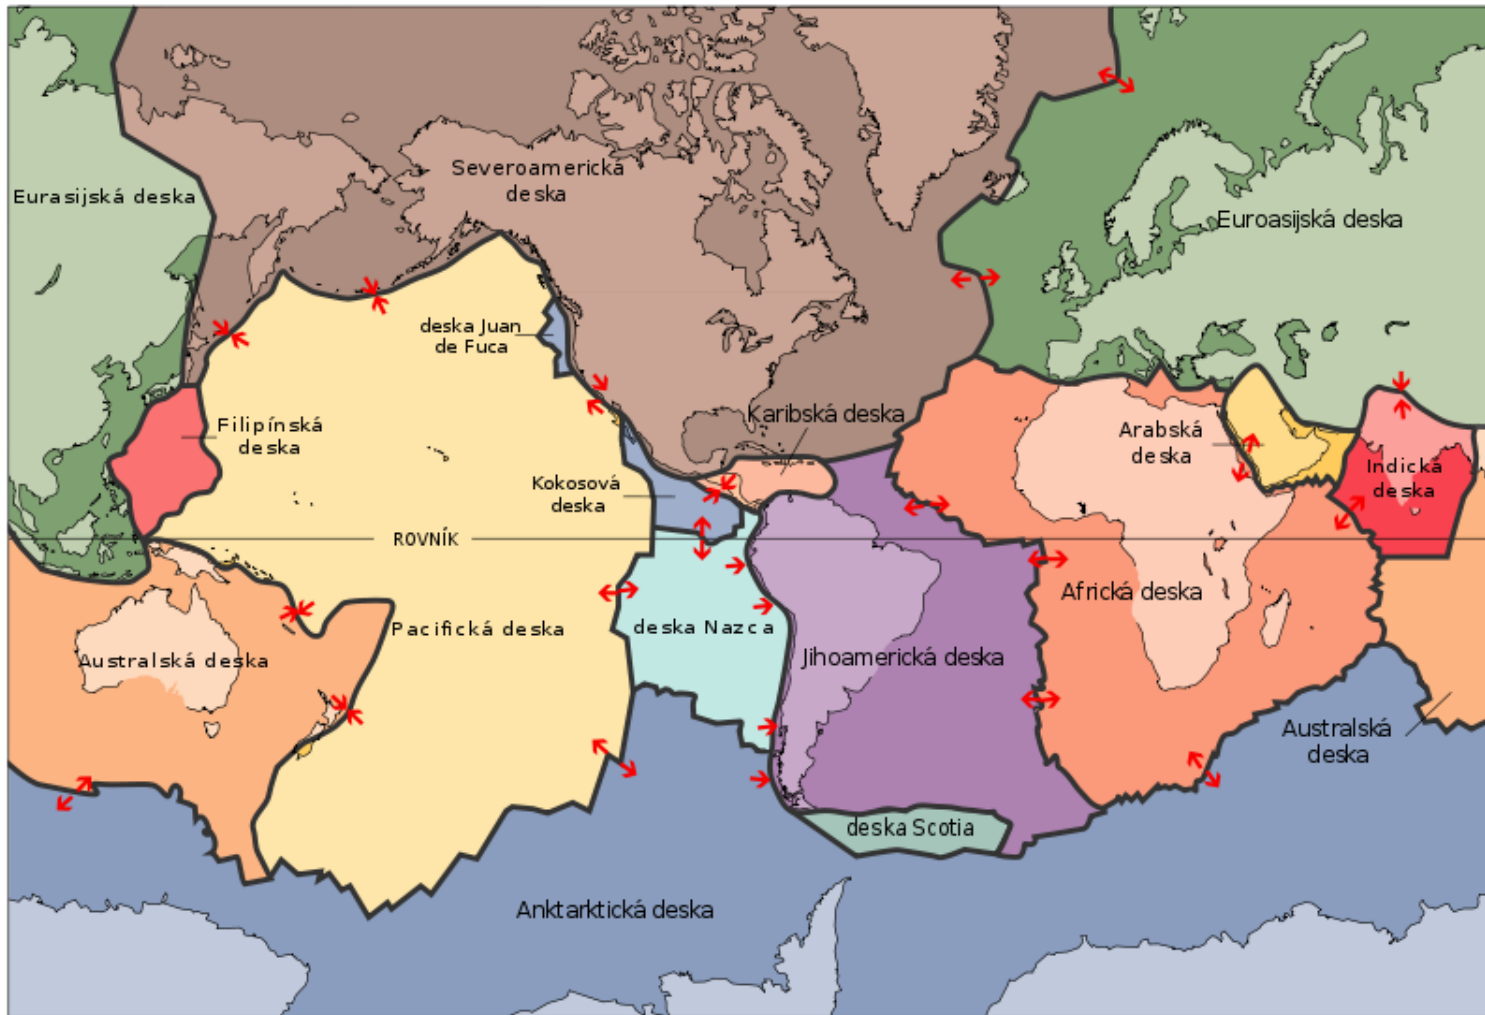 Severoamerická
deska
Eurasijská deska
Euroasijská deska
deska Juan
de Fuca
Karibská deska
Filipínská
deska
Arabská
deska
Indická
deska
Kokosová
deska
ROVNÍK
Africká deska
Pacifická deska
deska Nazca
Jihoamerická deska
Australská deska
Australská
deska
deska Scotia
Anktarktická deska